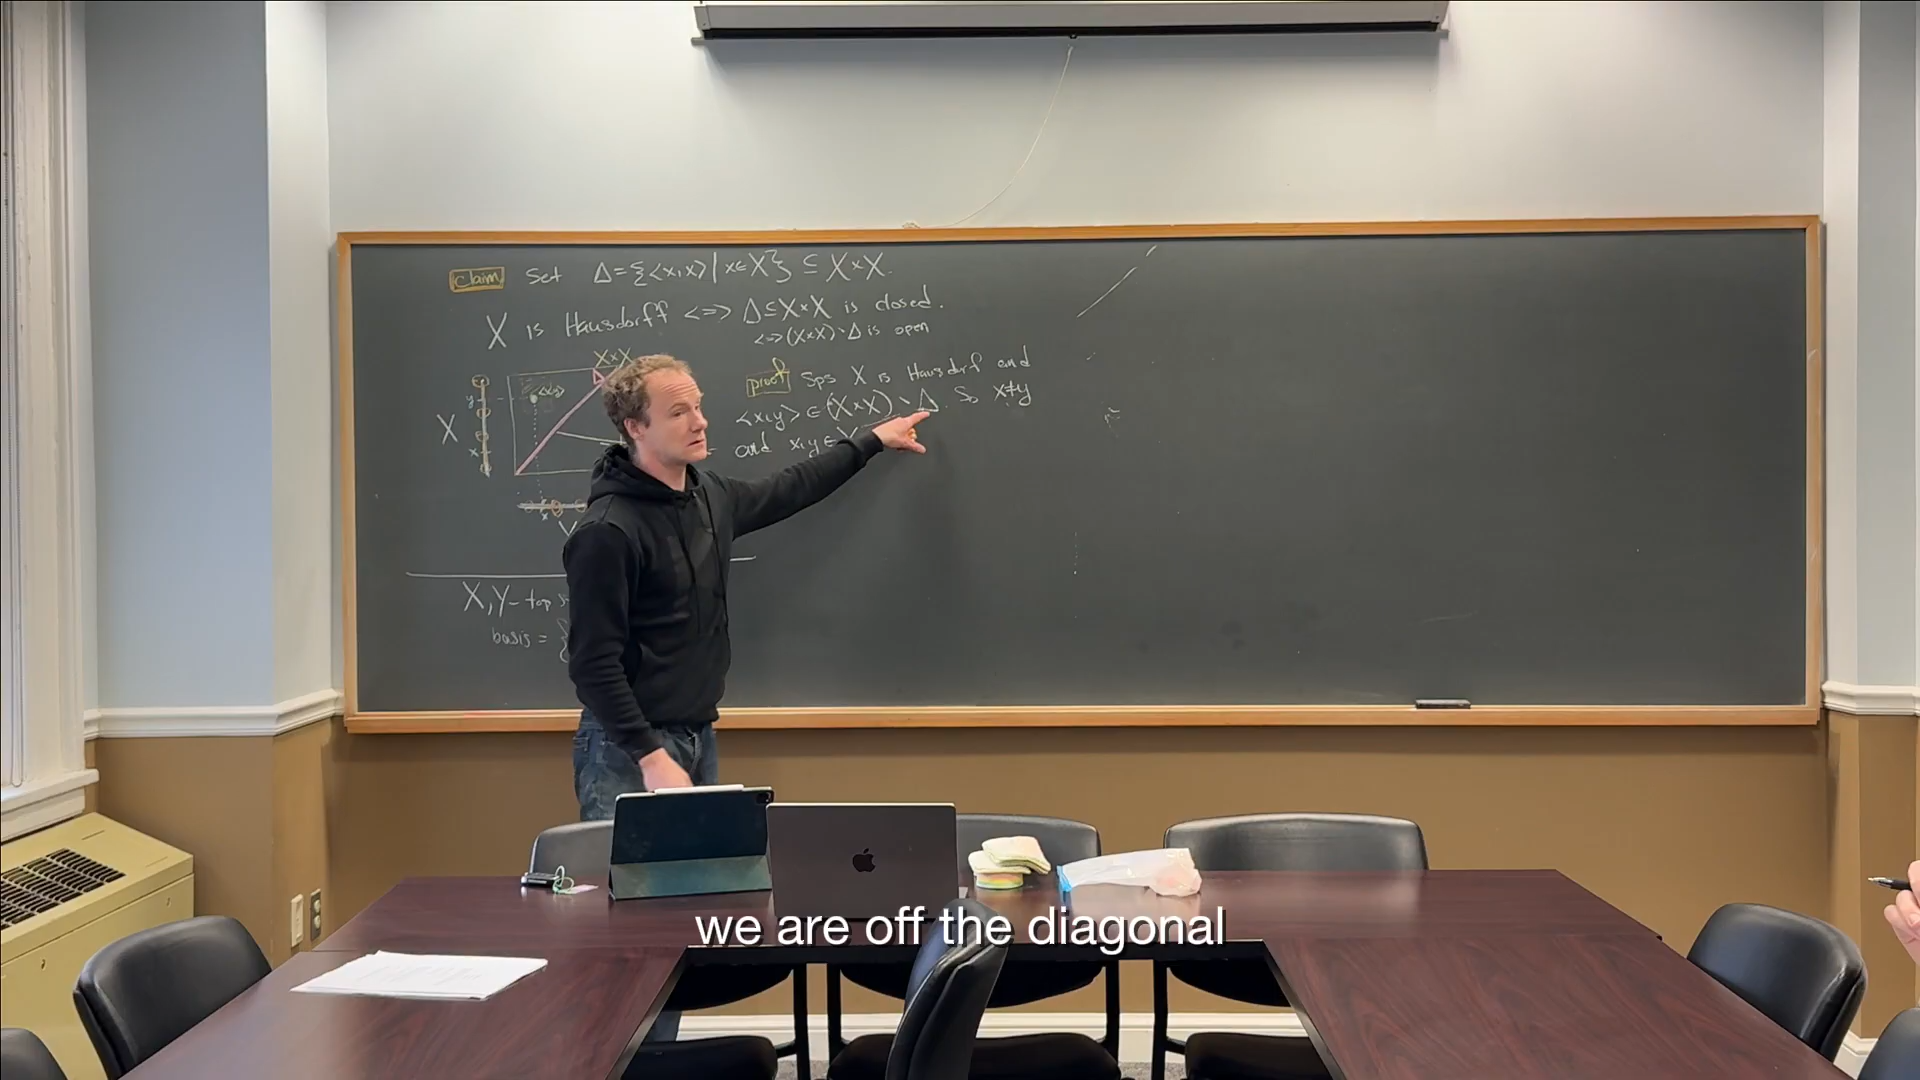 Claim Set Δ = {<x,x> | x ∈ X} ⊆ X×X.
X is Hausdorff <=> Δ ⊆ X×X is closed.
<=> (X×X)∖Δ is open
X×X
Δ
<x,y>
y
X
x
x
proof Sps X is Hausdorf and
<x,y> ∈ (X×X)∖Δ. So x≠y
and x,y ∈ X
X,Y - top
basis = {
we are off the diagonal